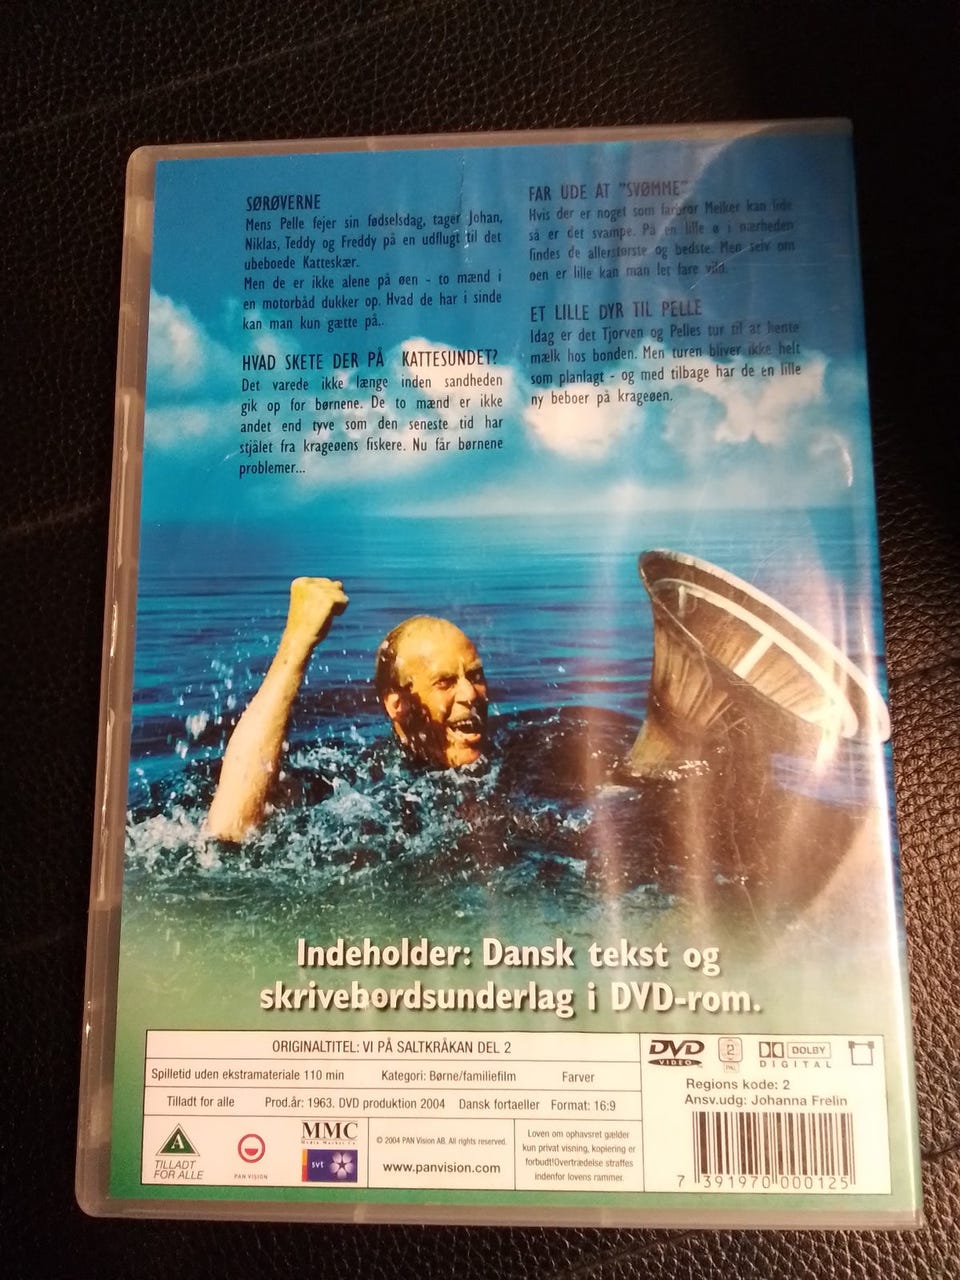 SØRØVERNE
Mens Pelle fejer sin fødselsdag, tager Johan,
Niklas, Teddy og Freddy på en udflugt til det
ubeboede Katteskær.
Men de er ikke alene på øen - to mænd i
en motorbåd dukker op. Hvad de har i sinde
kan man kun gætte på..
HVAD SKETE DER PÅ KATTESUNDET?
Det varede ikke længe inden sandheden
gik op for børnene. De to mænd er ikke
andet end tyve som den seneste tid har
stjålet fra krageøens fiskere. Nu får børnene
problemer...
FAR UDE AT "SVØMME"
Hvis der er noget som farbror Melker kan lide
så er det svampe. På en lille ø i nærheden
findes de allerstørste og bedste. Men selv om
øen er lille kan man let fare vild.
ET LILLE DYR TIL PELLE
Idag er det Tjorven og Pelles tur til at hente
mælk hos bonden. Men turen bliver ikke helt
som planlagt - og med tilbage har de en lille
ny beboer på krageøen.
Indeholder: Dansk tekst og
skrivebordsunderlag i DVD-rom.
ORIGINALTITEL: VI PÅ SALTKRÅKAN DEL 2
Spilletid uden ekstramateriale 110 min Kategori: Børne/familiefilm Farver
Tilladt for alle Prod.år: 1963. DVD produktion 2004 Dansk fortæller Format: 16:9
A
TILLADT
FOR ALLE
PAN VISION
MMC
Media Market Co
svt
© 2004 PAN Vision AB. All rights reserved.
www.panvision.com
Loven om ophavsret gælder
kun privat visning, kopiering er
forbudt!Overtrædelse straffes
indenfor lovens rammer.
DVD
VIDEO
2
PAL
DOLBY
DIGITAL
Regions kode: 2
Ansv.udg: Johanna Frelin
7 391970 000125